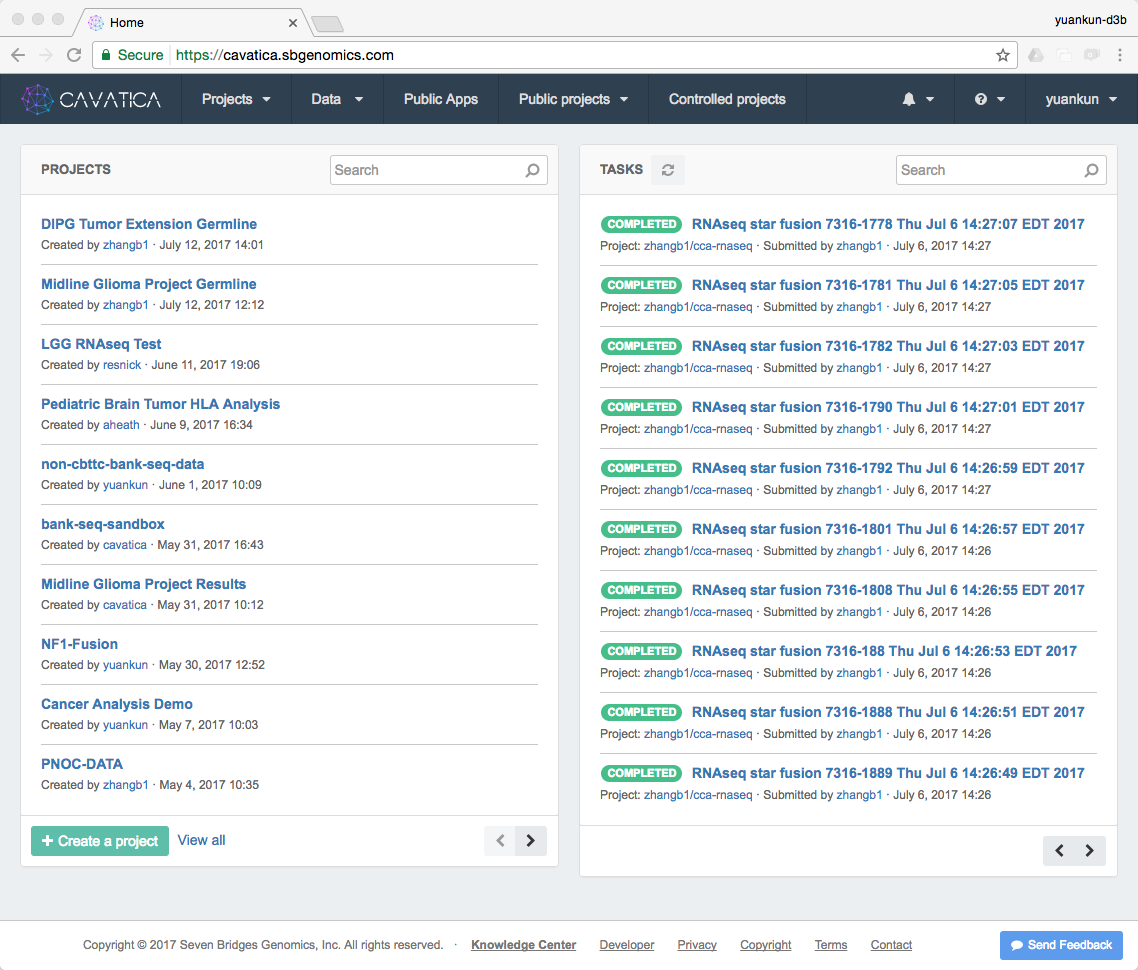 Home
yuankun-d3b
Secure https://cavatica.sbgenomics.com
CAVATICA
Projects
Data
Public Apps
Public projects
Controlled projects
yuankun
PROJECTS
Search
DIPG Tumor Extension Germline
Created by zhangb1 · July 12, 2017 14:01
Midline Glioma Project Germline
Created by zhangb1 · July 12, 2017 12:12
LGG RNAseq Test
Created by resnick · June 11, 2017 19:06
Pediatric Brain Tumor HLA Analysis
Created by aheath · June 9, 2017 16:34
non-cbttc-bank-seq-data
Created by yuankun · June 1, 2017 10:09
bank-seq-sandbox
Created by cavatica · May 31, 2017 16:43
Midline Glioma Project Results
Created by cavatica · May 31, 2017 10:12
NF1-Fusion
Created by yuankun · May 30, 2017 12:52
Cancer Analysis Demo
Created by yuankun · May 7, 2017 10:03
PNOC-DATA
Created by zhangb1 · May 4, 2017 10:35
+ Create a project
View all
TASKS
Search
COMPLETED RNAseq star fusion 7316-1778 Thu Jul 6 14:27:07 EDT 2017
Project: zhangb1/cca-rnaseq · Submitted by zhangb1 · July 6, 2017 14:27
COMPLETED RNAseq star fusion 7316-1781 Thu Jul 6 14:27:05 EDT 2017
Project: zhangb1/cca-rnaseq · Submitted by zhangb1 · July 6, 2017 14:27
COMPLETED RNAseq star fusion 7316-1782 Thu Jul 6 14:27:03 EDT 2017
Project: zhangb1/cca-rnaseq · Submitted by zhangb1 · July 6, 2017 14:27
COMPLETED RNAseq star fusion 7316-1790 Thu Jul 6 14:27:01 EDT 2017
Project: zhangb1/cca-rnaseq · Submitted by zhangb1 · July 6, 2017 14:27
COMPLETED RNAseq star fusion 7316-1792 Thu Jul 6 14:26:59 EDT 2017
Project: zhangb1/cca-rnaseq · Submitted by zhangb1 · July 6, 2017 14:27
COMPLETED RNAseq star fusion 7316-1801 Thu Jul 6 14:26:57 EDT 2017
Project: zhangb1/cca-rnaseq · Submitted by zhangb1 · July 6, 2017 14:26
COMPLETED RNAseq star fusion 7316-1808 Thu Jul 6 14:26:55 EDT 2017
Project: zhangb1/cca-rnaseq · Submitted by zhangb1 · July 6, 2017 14:26
COMPLETED RNAseq star fusion 7316-188 Thu Jul 6 14:26:53 EDT 2017
Project: zhangb1/cca-rnaseq · Submitted by zhangb1 · July 6, 2017 14:26
COMPLETED RNAseq star fusion 7316-1888 Thu Jul 6 14:26:51 EDT 2017
Project: zhangb1/cca-rnaseq · Submitted by zhangb1 · July 6, 2017 14:26
COMPLETED RNAseq star fusion 7316-1889 Thu Jul 6 14:26:49 EDT 2017
Project: zhangb1/cca-rnaseq · Submitted by zhangb1 · July 6, 2017 14:26
Copyright © 2017 Seven Bridges Genomics, Inc. All rights reserved. · Knowledge Center Developer Privacy Copyright Terms Contact
Send Feedback